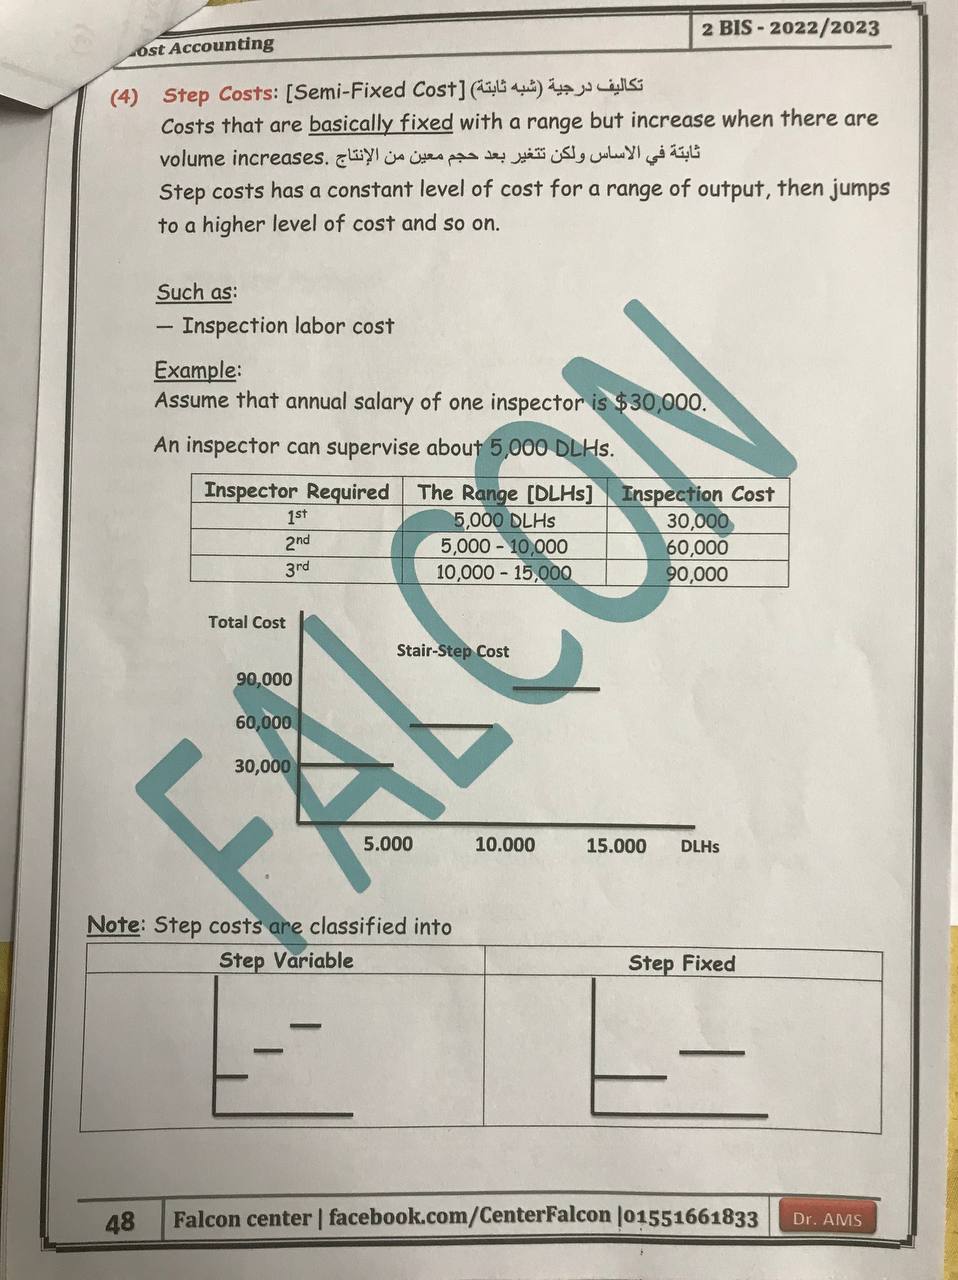 ost Accounting
2 BIS - 2022/2023
(4) Step Costs: [Semi-Fixed Cost] تكاليف درجية (شبه ثابتة)
Costs that are basically fixed with a range but increase when there are
volume increases. ثابتة في الاساس ولكن تتغير بعد حجم معين من الإنتاج
Step costs has a constant level of cost for a range of output, then jumps
to a higher level of cost and so on.
Such as:
— Inspection labor cost
Example:
Assume that annual salary of one inspector is $30,000.
An inspector can supervise about 5,000 DLHs.
Inspector Required The Range [DLHs] Inspection Cost
1st 5,000 DLHs 30,000
2nd 5,000 - 10,000 60,000
3rd 10,000 - 15,000 90,000
FALCON
Total Cost
Stair-Step Cost
90,000
60,000
30,000
5.000 10.000 15.000 DLHs
Note: Step costs are classified into
Step Variable Step Fixed
48 Falcon center | facebook.com/CenterFalcon |01551661833 Dr. AMS